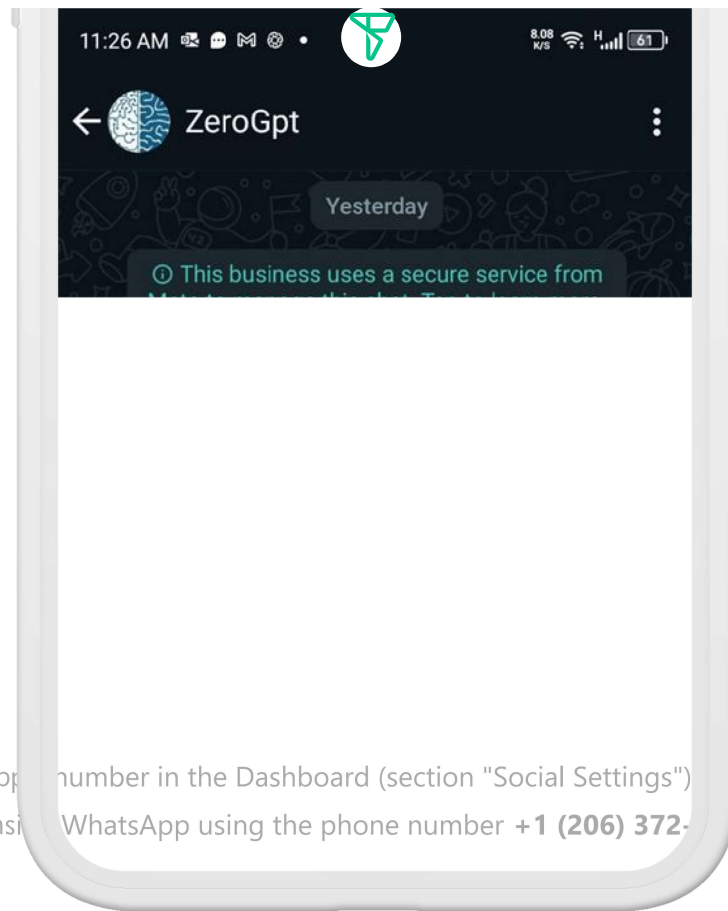 11:26 AM
8.08 K/S H 61
ZeroGpt
Yesterday
This business uses a secure service from
number in the Dashboard (section "Social Settings")
WhatsApp using the phone number +1 (206) 372-